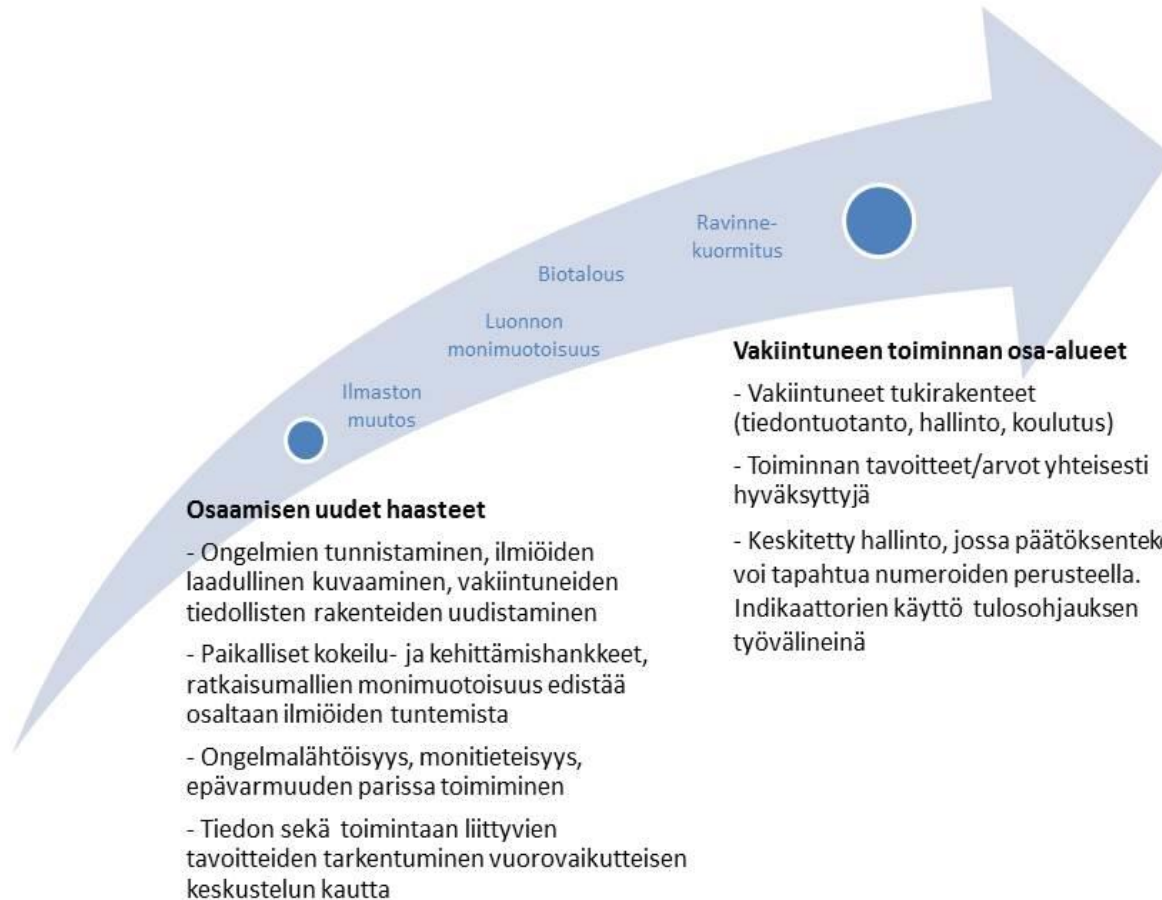 Ravinne-
kuormitus
Biotalous
Luonnon
monimuotoisuus
Ilmaston
muutos
Osaamisen uudet haasteet
- Ongelmien tunnistaminen, ilmiöiden
laadullinen kuvaaminen, vakiintuneiden
tiedollisten rakenteiden uudistaminen
- Paikalliset kokeilu- ja kehittämishankkeet,
ratkaisumallien monimuotoisuus edistää
osaltaan ilmiöiden tuntemista
- Ongelmalähtöisyys, monitieteisyys,
epävarmuuden parissa toimiminen
- Tiedon sekä toimintaan liittyvien
tavoitteiden tarkentuminen vuorovaikutteisen
keskustelun kautta
Vakiintuneen toiminnan osa-alueet
- Vakiintuneet tukirakenteet
(tiedontuotanto, hallinto, koulutus)
- Toiminnan tavoitteet/arvot yhteisesti
hyväksyttyjä
- Keskitetty hallinto, jossa päätöksenteko
voi tapahtua numeroiden perusteella.
Indikaattorien käyttö tulosohjauksen
työvälineinä